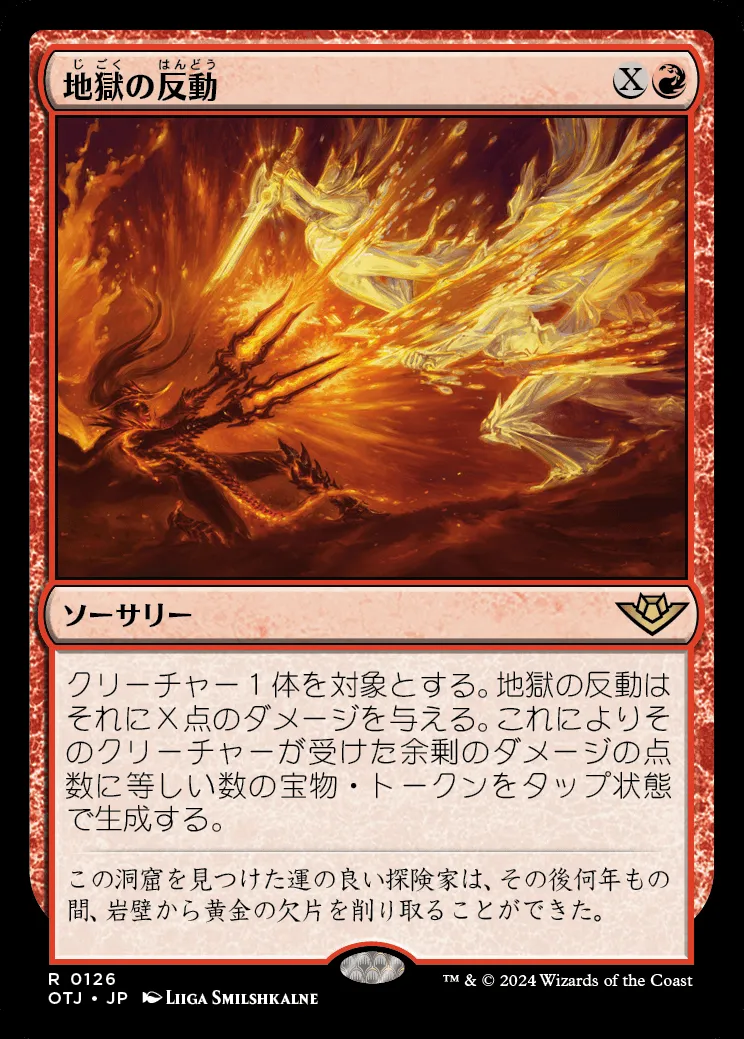 じごく はんどう
地獄の反動 X
ソーサリー
クリーチャー1体を対象とする。地獄の反動は
それにX点のダメージを与える。これによりそ
のクリーチャーが受けた余剰のダメージの点
数に等しい数の宝物・トークンをタップ状態
で生成する。
この洞窟を見つけた運の良い探険家は、その後何年もの
間、岩壁から黄金の欠片を削り取ることができた。
R 0126
OTJ • JP Liiga Smilshkalne
™ & © 2024 Wizards of the Coast